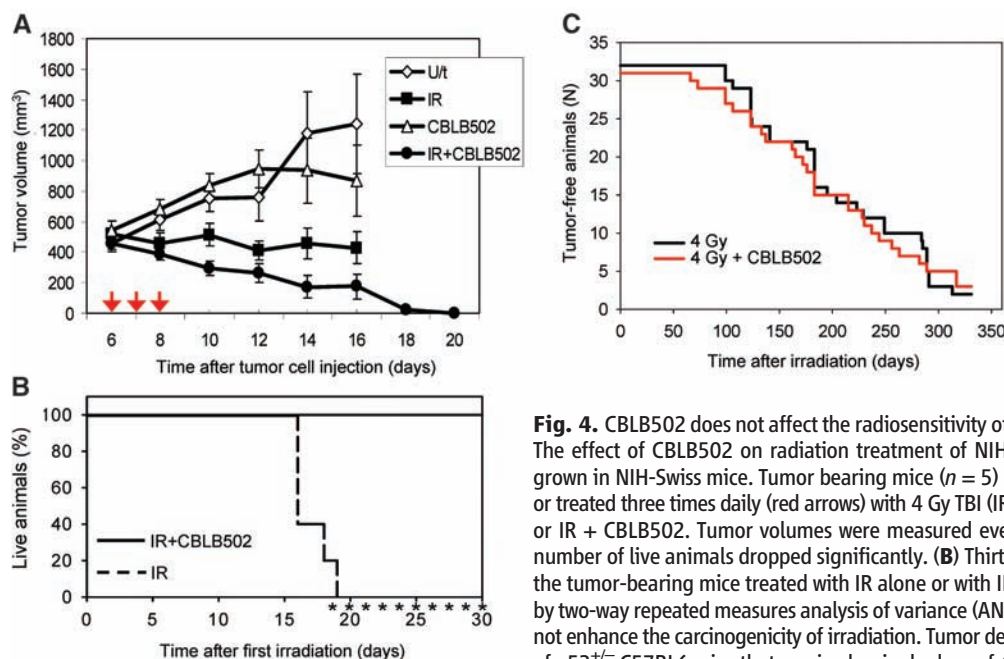 A
Tumor volume (mm³)
1800
1600
1400
1200
1000
800
600
400
200
0
U/t
IR
CBLB502
IR+CBLB502
6 8 10 12 14 16 18 20
Time after tumor cell injection (days)
B
Live animals (%)
100
80
60
40
20
0
IR+CBLB502
IR
* * * * * * * * * *
0 5 10 15 20 25 30
Time after first irradiation (days)
C
Tumor-free animals (N)
35
30
25
20
15
10
5
0
4 Gy
4 Gy + CBLB502
0 50 100 150 200 250 300 350
Time after irradiation (days)
Fig. 4. CBLB502 does not affect the radiosensitivity of
The effect of CBLB502 on radiation treatment of NIH-
grown in NIH-Swiss mice. Tumor bearing mice (n = 5)
or treated three times daily (red arrows) with 4 Gy TBI (IR
or IR + CBLB502. Tumor volumes were measured eve
number of live animals dropped significantly. (B) Thirt
the tumor-bearing mice treated with IR alone or with I
by two-way repeated measures analysis of variance (AN
not enhance the carcinogenicity of irradiation. Tumor de